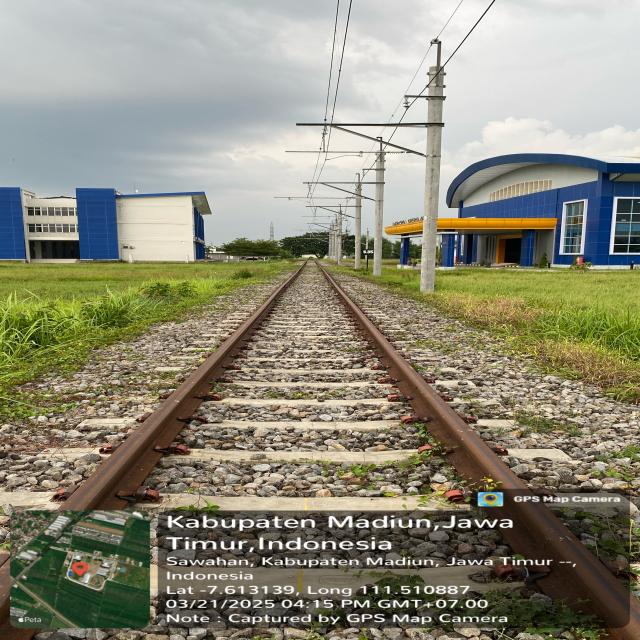 GPS Map Camera
Kabupaten Madiun,Jawa
Timur,Indonesia
Sawahan, Kabupaten Madiun, Jawa Timur --,
Indonesia
Lat -7.613139, Long 111.510887
03/21/2025 04:15 PM GMT+07.00
Note : Captured by GPS Map Camera
Peta